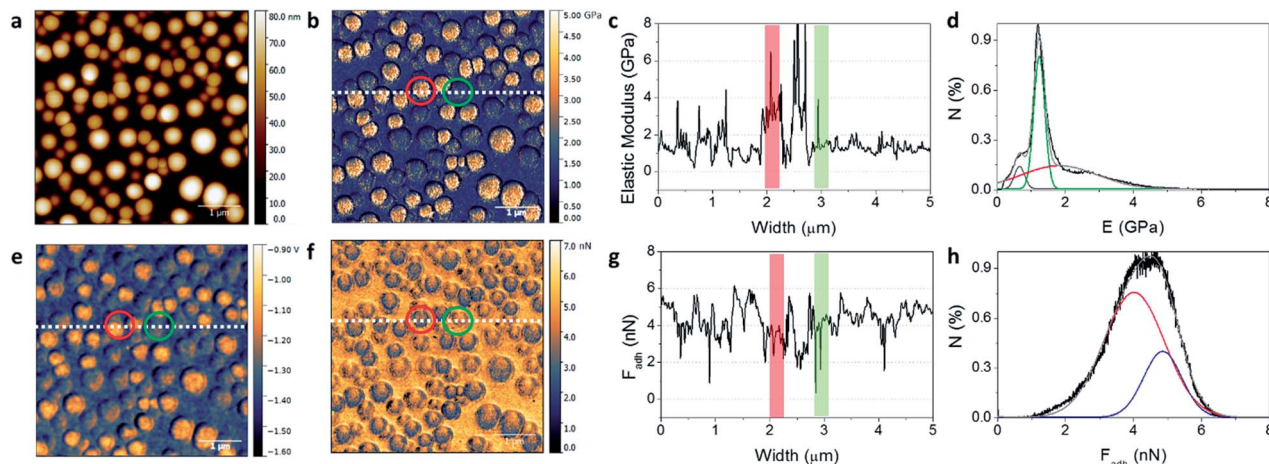 a
80.0 nm
70.0
60.0
50.0
40.0
30.0
20.0
10.0
0.0
1 μm
b
5.00 GPa
4.50
4.00
3.50
3.00
2.50
2.00
1.50
1.00
0.50
0.00
1 μm
c
Elastic Modulus (GPa)
8
6
4
2
0
0 1 2 3 4 5
Width (μm)
d
N (%)
0.9
0.6
0.3
0.0
0 2 4 6 8
E (GPa)
e
−0.90 V
−1.00
−1.10
−1.20
−1.30
−1.40
−1.50
−1.60
1 μm
f
7.0 nN
6.0
5.0
4.0
3.0
2.0
1.0
0.0
1 μm
g
Fadh (nN)
8
6
4
2
0
0 1 2 3 4 5
Width (μm)
h
N (%)
0.9
0.6
0.3
0.0
0 2 4 6 8
Fadh (nN)